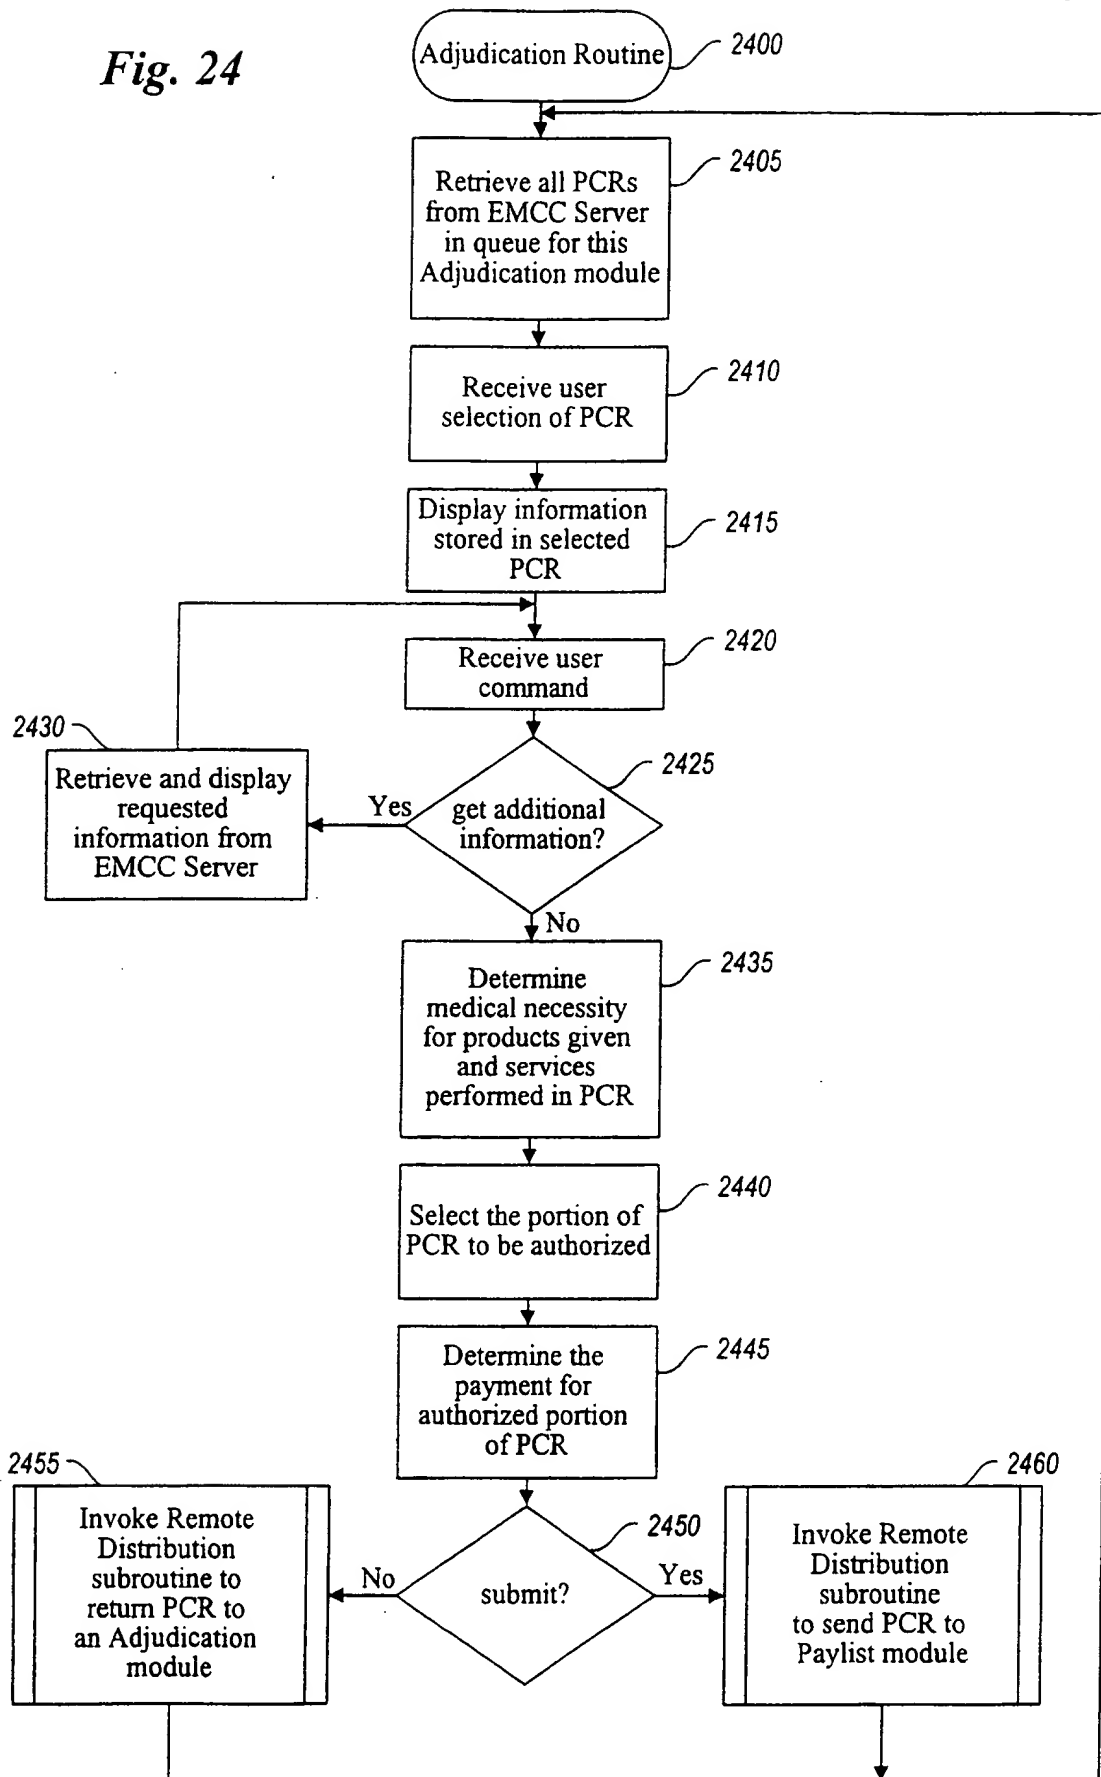 Fig. 24
Adjudication Routine
2400
2405
Retrieve all PCRs
from EMCC Server
in queue for this
Adjudication module
2410
Receive user
selection of PCR
2415
Display information
stored in selected
PCR
2420
Receive user
command
2430
Retrieve and display
requested
information from
EMCC Server
Yes
2425
get additional
information?
No
2435
Determine
medical necessity
for products given
and services
performed in PCR
2440
Select the portion of
PCR to be authorized
2445
Determine the
payment for
authorized portion
of PCR
2455
Invoke Remote
Distribution
subroutine to
return PCR to
an Adjudication
module
No
2450
submit?
Yes
2460
Invoke Remote
Distribution
subroutine
to send PCR to
Paylist module